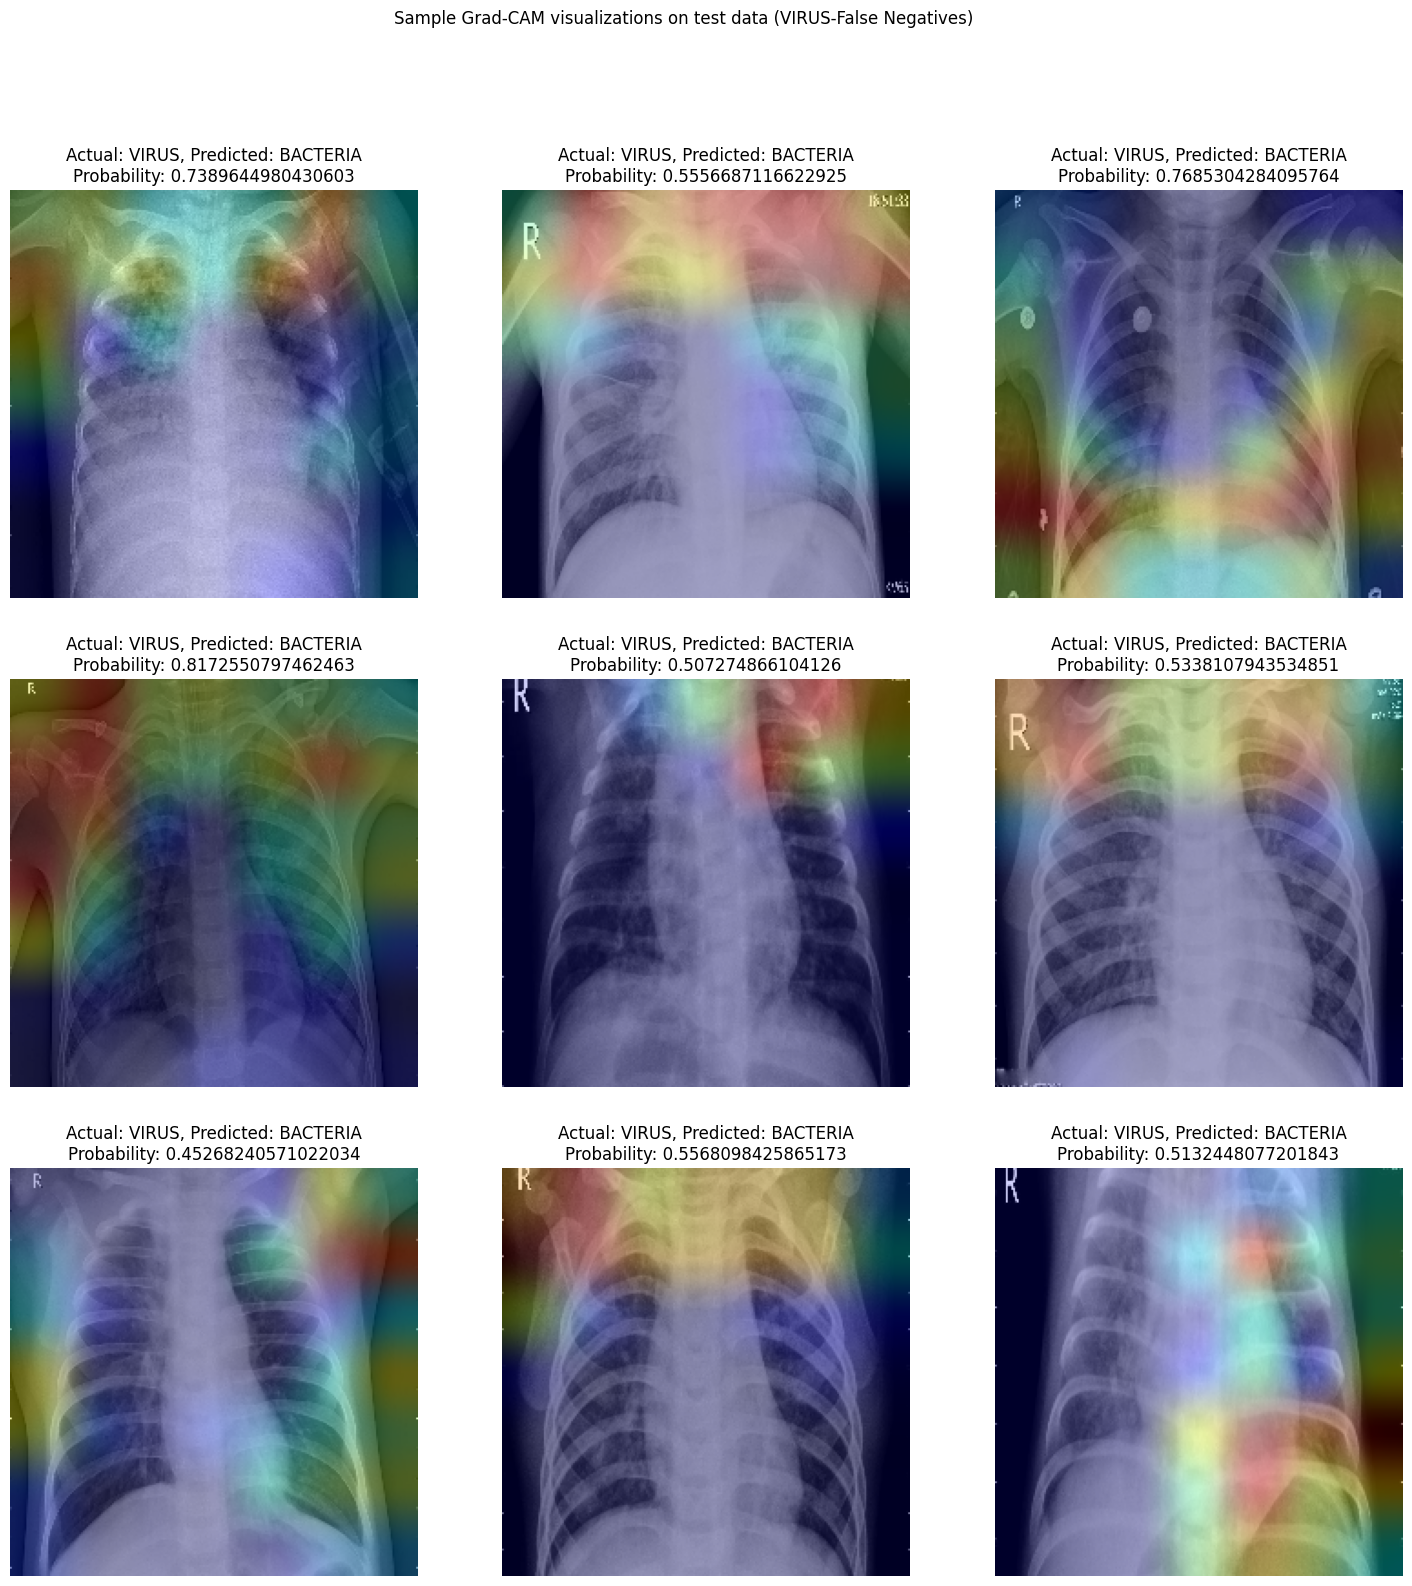 Sample Grad-CAM visualizations on test data (VIRUS-False Negatives)
Actual: VIRUS, Predicted: BACTERIA
Probability: 0.7389644980430603
Actual: VIRUS, Predicted: BACTERIA
Probability: 0.5556687116622925
Actual: VIRUS, Predicted: BACTERIA
Probability: 0.7685304284095764
R
R
Actual: VIRUS, Predicted: BACTERIA
Probability: 0.8172550797462463
Actual: VIRUS, Predicted: BACTERIA
Probability: 0.507274866104126
Actual: VIRUS, Predicted: BACTERIA
Probability: 0.5338107943534851
R
R
R
Actual: VIRUS, Predicted: BACTERIA
Probability: 0.45268240571022034
Actual: VIRUS, Predicted: BACTERIA
Probability: 0.5568098425865173
Actual: VIRUS, Predicted: BACTERIA
Probability: 0.5132448077201843
R
R
R